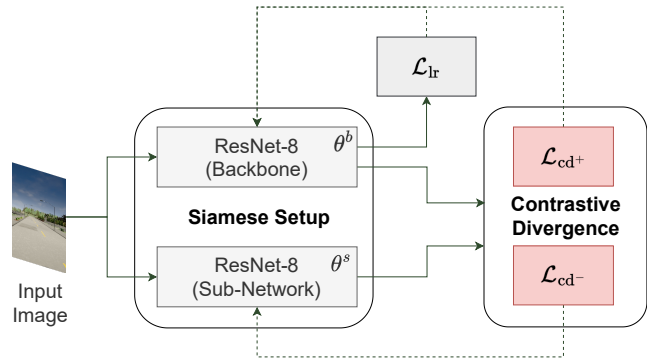 𝓛lr
ResNet-8 θᵇ
(Backbone)
Siamese Setup
ResNet-8 θˢ
(Sub-Network)
Input
Image
𝓛cd⁺
Contrastive
Divergence
𝓛cd⁻